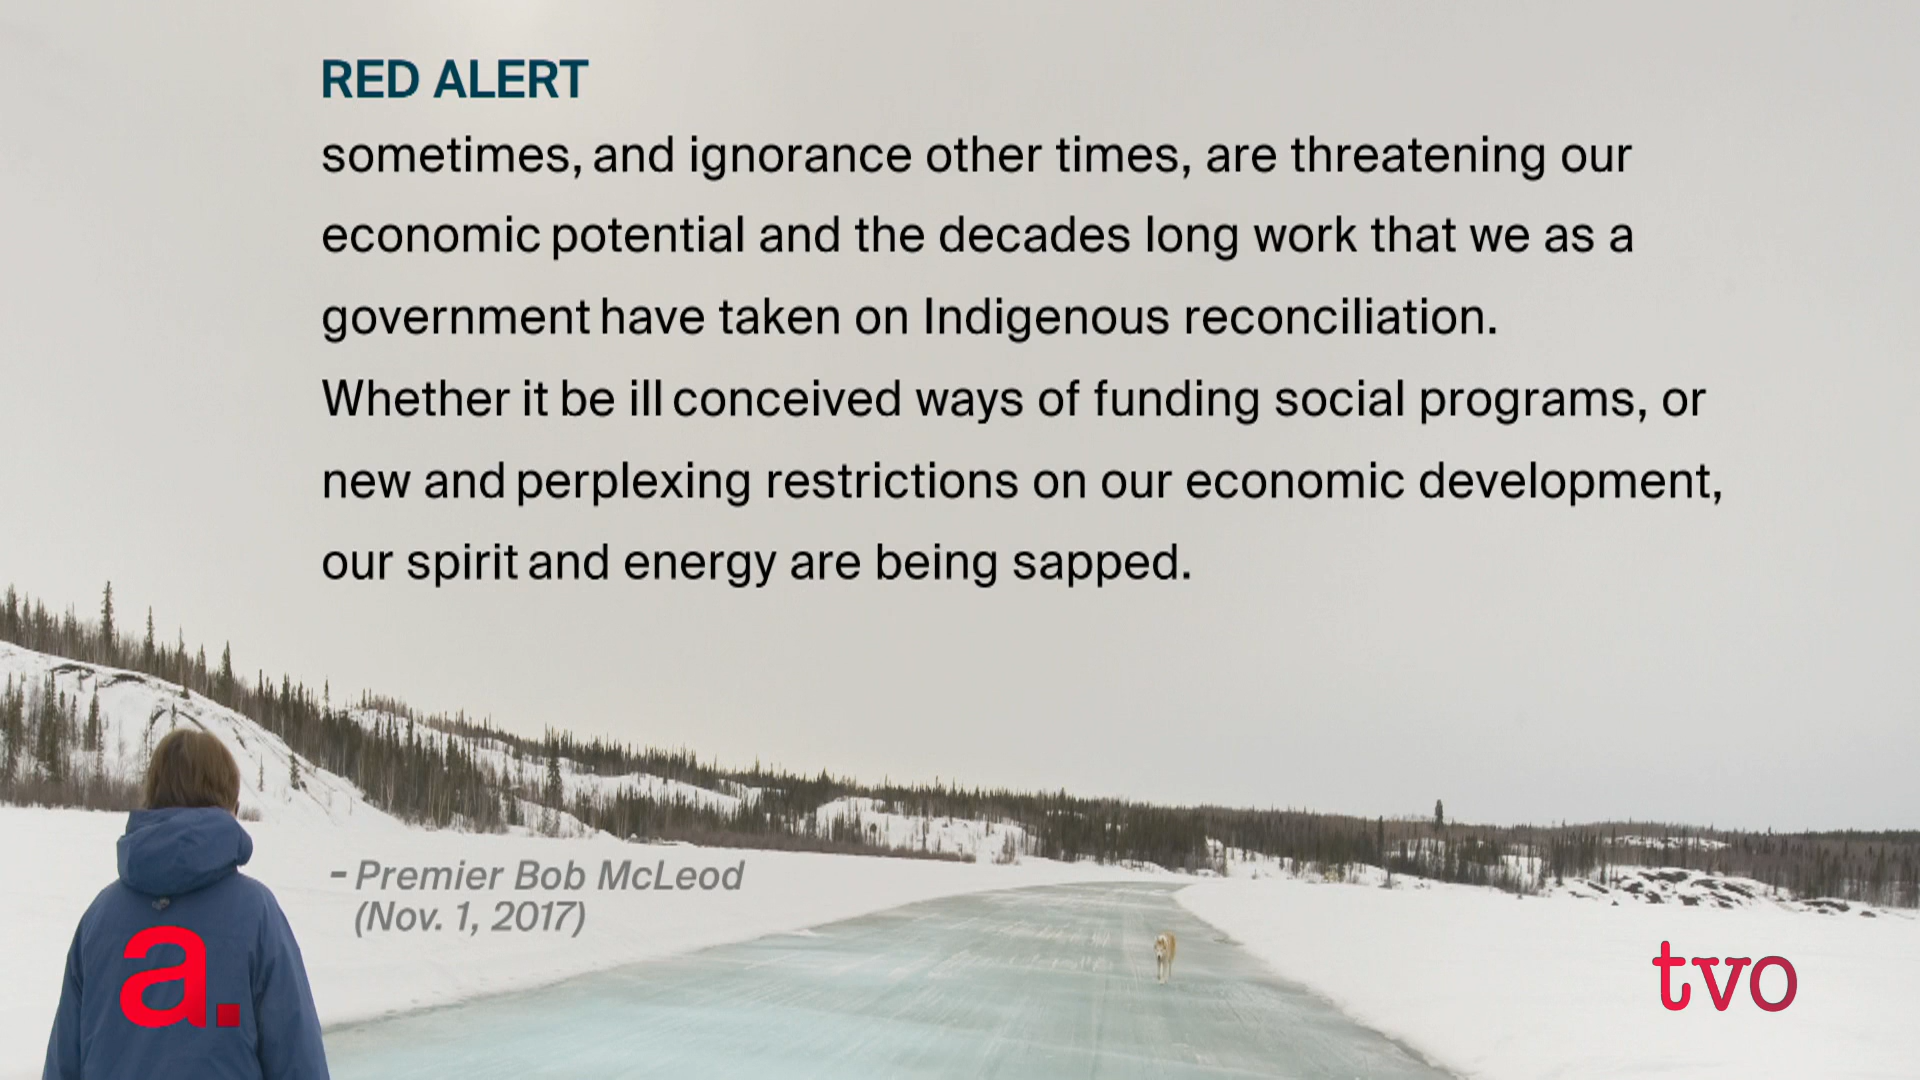 RED ALERT
sometimes, and ignorance other times, are threatening our
economic potential and the decades long work that we as a
government have taken on Indigenous reconciliation.
Whether it be ill conceived ways of funding social programs, or
new and perplexing restrictions on our economic development,
our spirit and energy are being sapped.
- Premier Bob McLeod
(Nov. 1, 2017)
a.
tvo